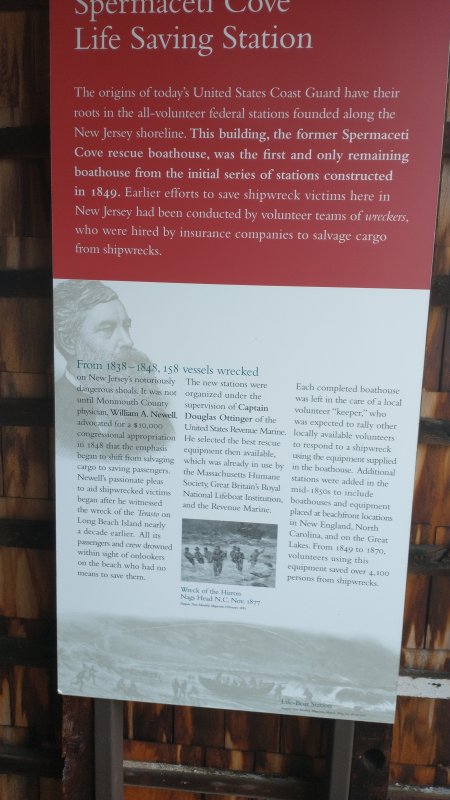 Spermaceti Cove
Life Saving Station
The origins of today's United States Coast Guard have their
roots in the all-volunteer federal stations founded along the
New Jersey shoreline. This building, the former Spermaceti
Cove rescue boathouse, was the first and only remaining
boathouse from the initial series of stations constructed
in 1849. Earlier efforts to save shipwreck victims here in
New Jersey had been conducted by volunteer teams of wreckers,
who were hired by insurance companies to salvage cargo
from shipwrecks.
From 1838–1848, 158 vessels wrecked
on New Jersey's notoriously
dangerous shoals. It was not
until Monmouth County
physician, William A. Newell,
advocated for a $10,000
congressional appropriation
in 1848 that the emphasis
began to shift from salvaging
cargo to saving passengers.
Newell's passionate pleas
to aid shipwrecked victims
began after he witnessed
the wreck of the Terasto on
Long Beach Island nearly
a decade earlier. All its
passengers and crew drowned
within sight of onlookers
on the beach who had no
means to save them.
The new stations were
organized under the
supervision of Captain
Douglas Ottinger of the
United States Revenue Marine.
He selected the best rescue
equipment then available,
which was already in use by
the Massachusetts Humane
Society, Great Britain's Royal
National Lifeboat Institution,
and the Revenue Marine.
Wreck of the Huron
Nags Head N.C. Nov. 1877
Each completed boathouse
was left in the care of a local
volunteer "keeper," who
was expected to rally other
locally available volunteers
to respond to a shipwreck
using the equipment supplied
in the boathouse. Additional
stations were added in the
mid-1850s to include
boathouses and equipment
placed at beachfront locations
in New England, North
Carolina, and on the Great
Lakes. From 1849 to 1870,
volunteers using this
equipment saved over 4,100
persons from shipwrecks.
Life-Boat Station